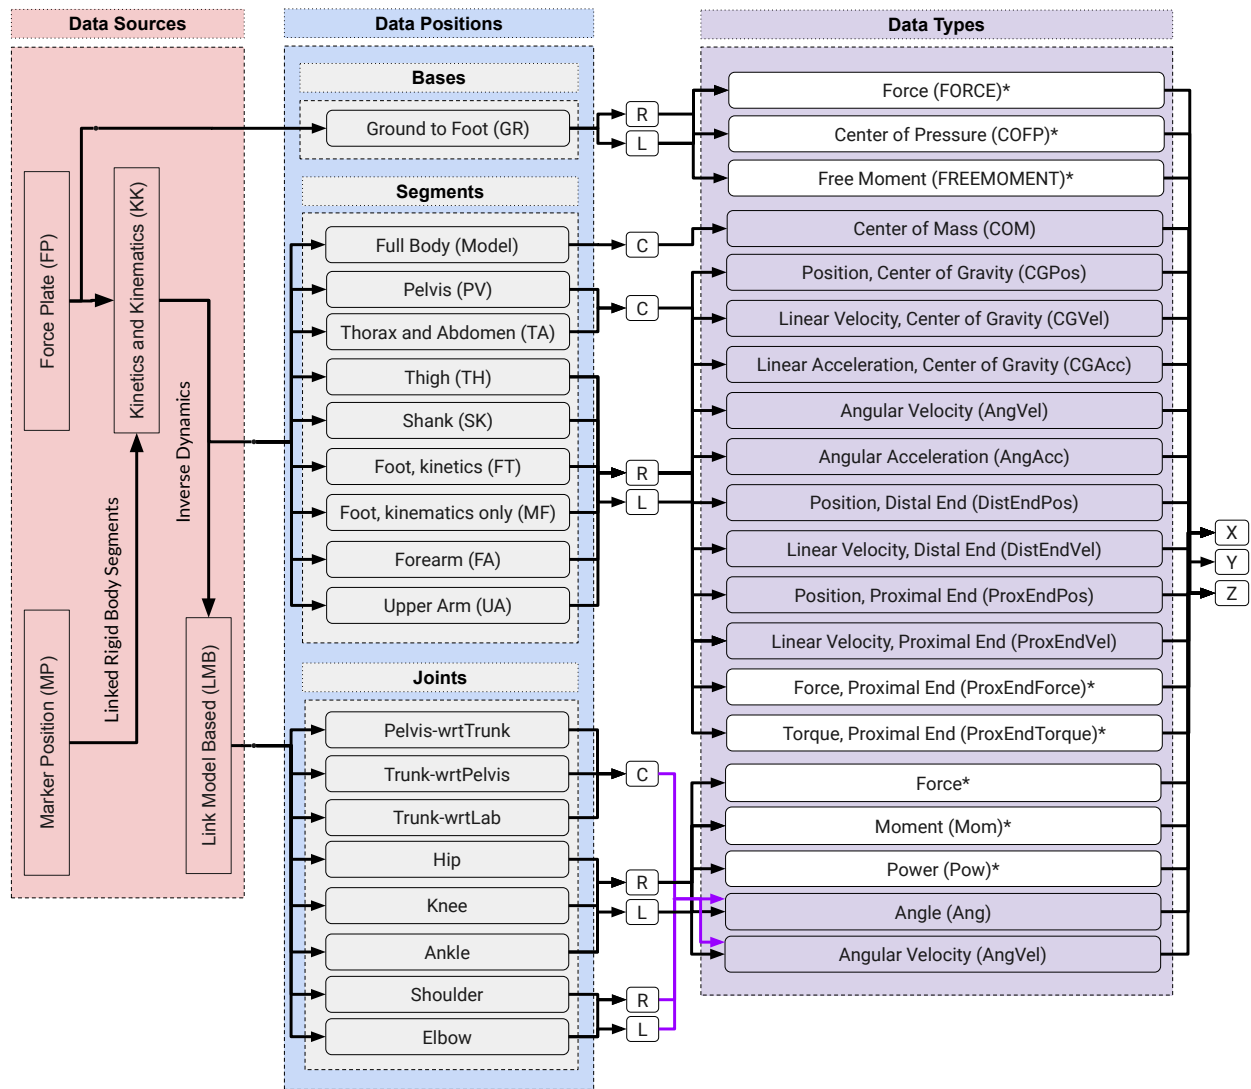 Data Sources
Force Plate (FP)
Kinetics and Kinematics (KK)
Inverse Dynamics
Linked Rigid Body Segments
Marker Position (MP)
Link Model Based (LMB)
Data Positions
Bases
Ground to Foot (GR)
R
L
Segments
Full Body (Model)
C
Pelvis (PV)
C
Thorax and Abdomen (TA)
Thigh (TH)
Shank (SK)
Foot, kinetics (FT)
R
Foot, kinematics only (MF)
L
Forearm (FA)
Upper Arm (UA)
Joints
Pelvis-wrtTrunk
Trunk-wrtPelvis
C
Trunk-wrtLab
Hip
R
Knee
L
Ankle
Shoulder
R
Elbow
L
Data Types
Force (FORCE)*
Center of Pressure (COFP)*
Free Moment (FREEMOMENT)*
Center of Mass (COM)
Position, Center of Gravity (CGPos)
Linear Velocity, Center of Gravity (CGVel)
Linear Acceleration, Center of Gravity (CGAcc)
Angular Velocity (AngVel)
Angular Acceleration (AngAcc)
Position, Distal End (DistEndPos)
Linear Velocity, Distal End (DistEndVel)
Position, Proximal End (ProxEndPos)
Linear Velocity, Proximal End (ProxEndVel)
Force, Proximal End (ProxEndForce)*
Torque, Proximal End (ProxEndTorque)*
Force*
Moment (Mom)*
Power (Pow)*
Angle (Ang)
Angular Velocity (AngVel)
X
Y
Z